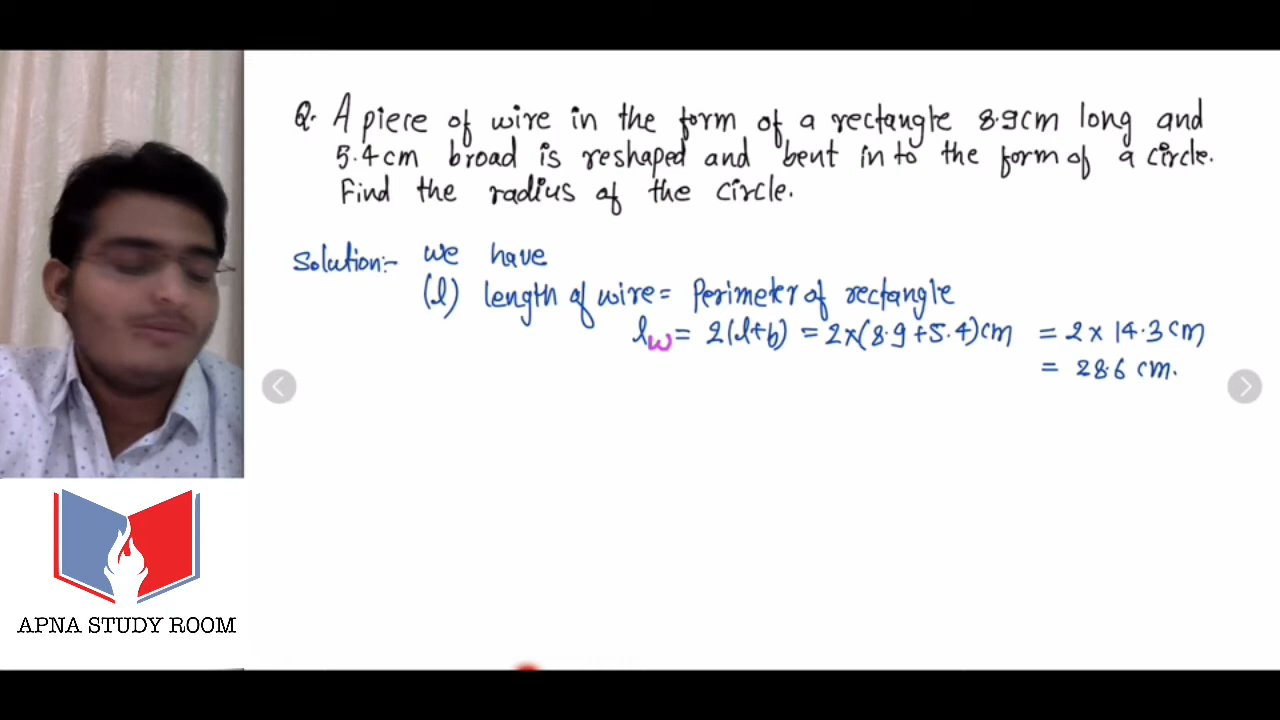 Q. A piece of wire in the form of a rectangle 8.9cm long and
5.4cm broad is reshaped and bent in to the form of a circle.
Find the radius of the circle.
Solution:- we have
(l) length of wire = Perimeter of rectangle
lw = 2(l+b) = 2×(8.9+5.4)cm = 2 × 14.3 cm
= 28.6 cm.
APNA STUDY ROOM